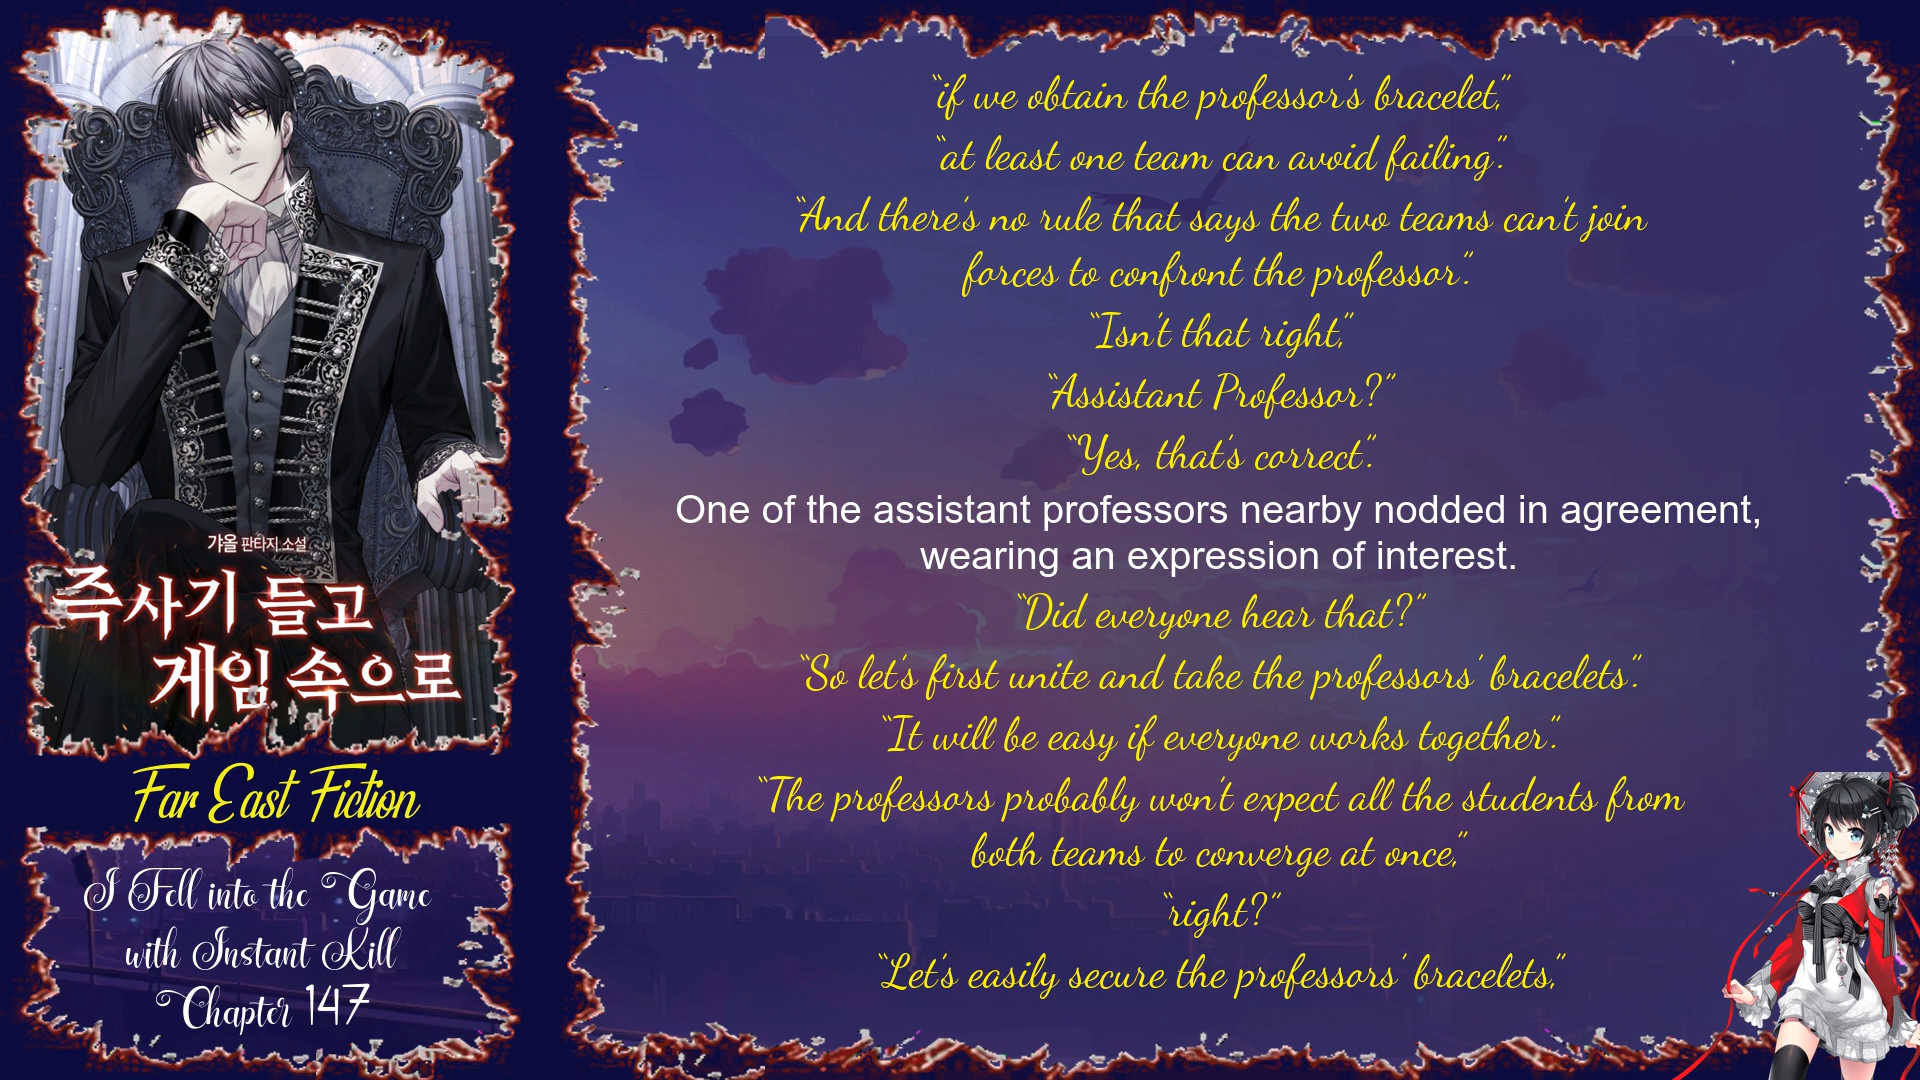 갸올 판타지 소설
즉사기 들고
게임 속으로
Far East Fiction
I Fell into the Game
with Instant Kill
Chapter 147
“if we obtain the professor's bracelet,”
“at least one team can avoid failing.”
“And there's no rule that says the two teams can't join
forces to confront the professor.”
“Isn't that right,”
“Assistant Professor?”
“Yes, that's correct.”
One of the assistant professors nearby nodded in agreement,
wearing an expression of interest.
“Did everyone hear that?”
“So let's first unite and take the professors' bracelets.”
“It will be easy if everyone works together.”
“The professors probably won't expect all the students from
both teams to converge at once,”
“right?”
“Let's easily secure the professors' bracelets,”